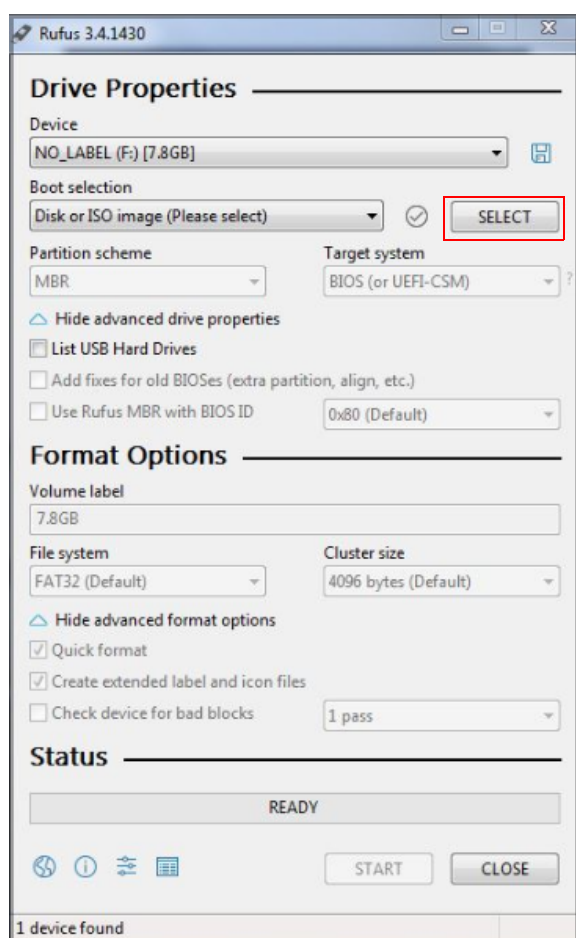 Rufus 3.4.1430
Drive Properties
Device
NO_LABEL (F:) [7.8GB]
Boot selection
Disk or ISO image (Please select)
SELECT
Partition scheme
Target system
MBR
BIOS (or UEFI-CSM)
?
Hide advanced drive properties
List USB Hard Drives
Add fixes for old BIOSes (extra partition, align, etc.)
Use Rufus MBR with BIOS ID
0x80 (Default)
Format Options
Volume label
7.8GB
File system
Cluster size
FAT32 (Default)
4096 bytes (Default)
Hide advanced format options
Quick format
Create extended label and icon files
Check device for bad blocks
1 pass
Status
READY
START
CLOSE
1 device found